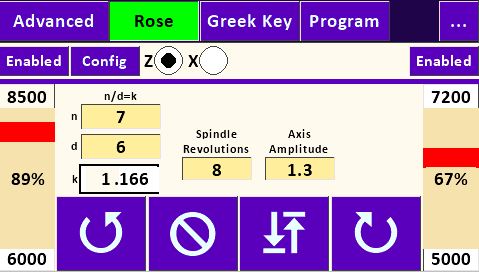 Advanced Rose Greek Key Program ...
Enabled Config Z X Enabled
8500 n/d=k 7200
n 7
d 6
Spindle Revolutions Axis Amplitude
89% k 1.166 8 1.3 67%
6000 5000